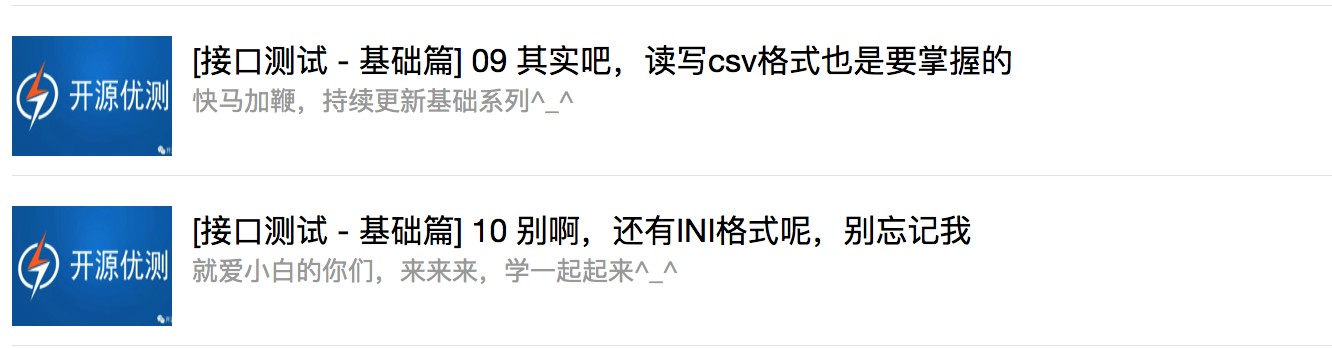 [接口测试 - 基础篇] 09 其实吧，读写csv格式也是要掌握的
快马加鞭，持续更新基础系列^_^
开源优测
[接口测试 - 基础篇] 10 别啊，还有INI格式呢，别忘记我
就爱小白的你们，来来来，学一起起来^_^
开源优测